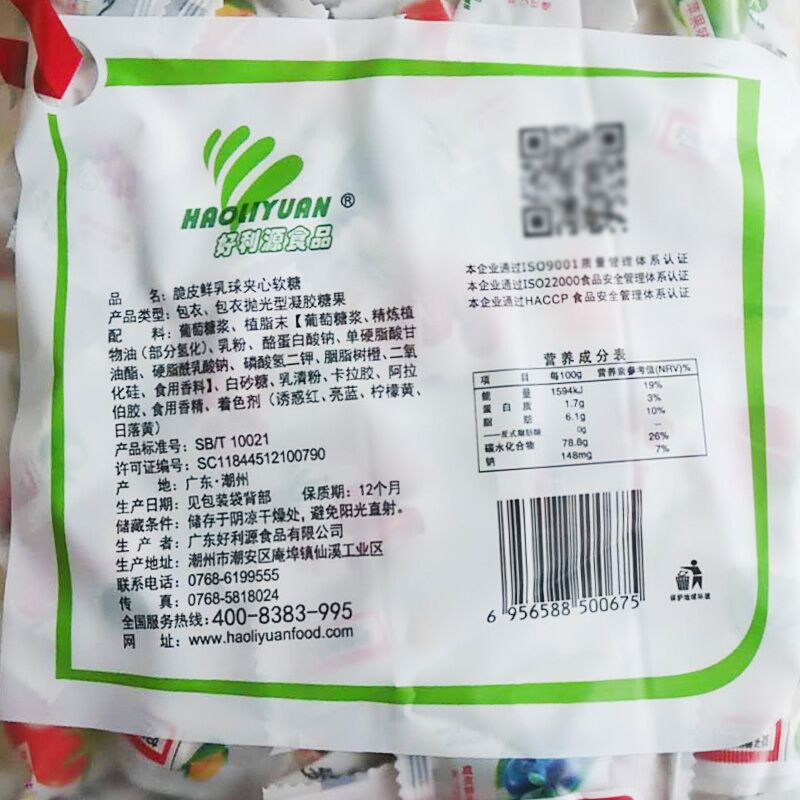 HAOLIYUAN®
好利源食品
品 名：脆皮鲜乳球夹心软糖
产品类型：包衣、包衣抛光型凝胶糖果
配 料：葡萄糖浆、植脂末【葡萄糖浆、精炼植
物油（部分氢化）、乳粉、酪蛋白酸钠、单硬脂酸甘
油酯、硬脂酰乳酸钠、磷酸氢二钾、胭脂树橙、二氧
化硅、食用香料】、白砂糖、乳清粉、卡拉胶、阿拉
伯胶、食用香精、着色剂（诱惑红、亮蓝、柠檬黄、
日落黄）
产品标准号：SB/T 10021
许可证编号：SC11844512100790
产 地：广东·潮州
生产日期：见包装袋背部 保质期：12个月
储藏条件：储存于阴凉干燥处，避免阳光直射。
生 产 者：广东好利源食品有限公司
生产地址：潮州市潮安区庵埠镇仙溪工业区
联系电话：0768-6199555
传 真：0768-5818024
全国服务热线：400-8383-995
网 址：www.haoliyuanfood.com
本企业通过ISO9001质量管理体系认证
本企业通过ISO22000食品安全管理体系认证
本企业通过HACCP食品安全管理体系认证
营养成分表
项 目 每100g 营养素参考值(NRV)%
能 量 1594kJ 19%
蛋 白 质 1.7g 3%
脂 肪 6.1g 10%
——反式脂肪酸 0g --
碳水化合物 78.8g 26%
钠 148mg 7%
6 956588 500675
保护地球环境